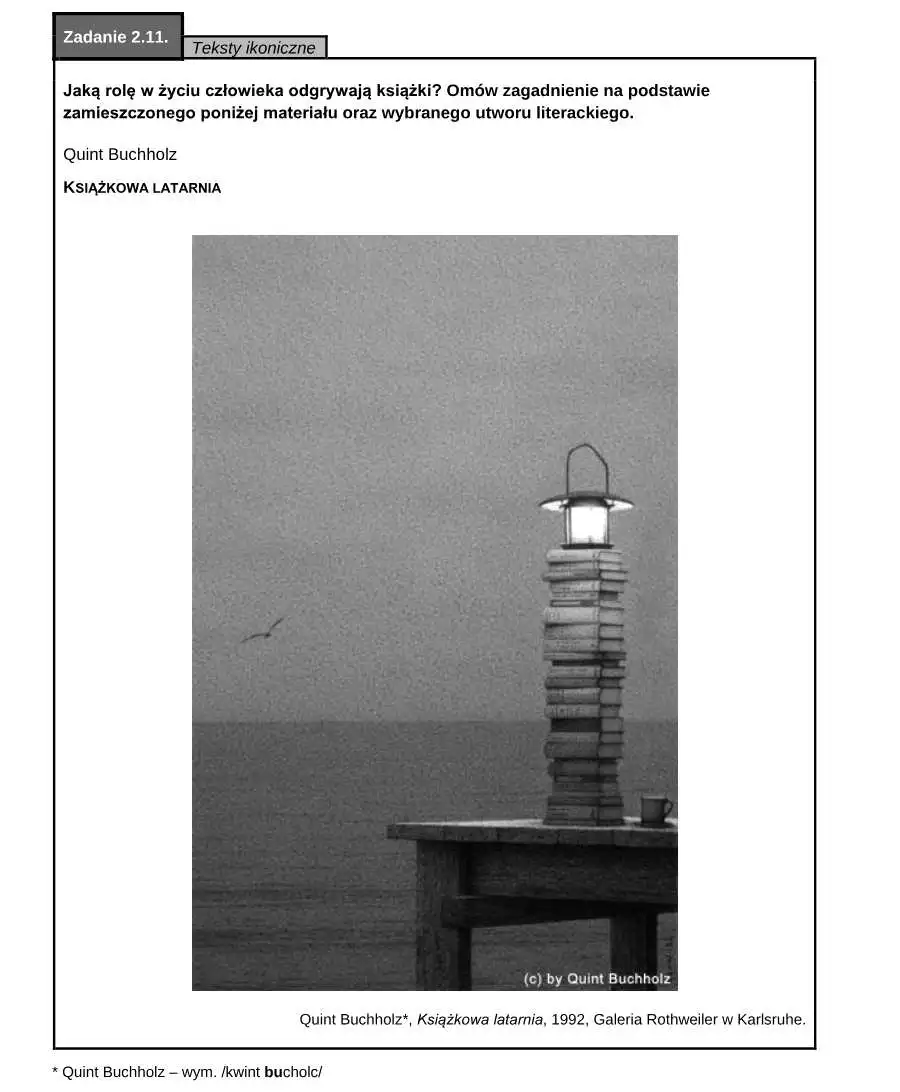 Zadanie 2.11.
Teksty ikoniczne
Jaką rolę w życiu człowieka odgrywają książki? Omów zagadnienie na podstawie
zamieszczonego poniżej materiału oraz wybranego utworu literackiego.
Quint Buchholz
KSIĄŻKOWA LATARNIA
(c) by Quint Buchholz
Quint Buchholz*, Książkowa latarnia, 1992, Galeria Rothweiler w Karlsruhe.
* Quint Buchholz – wym. /kwint bucholc/